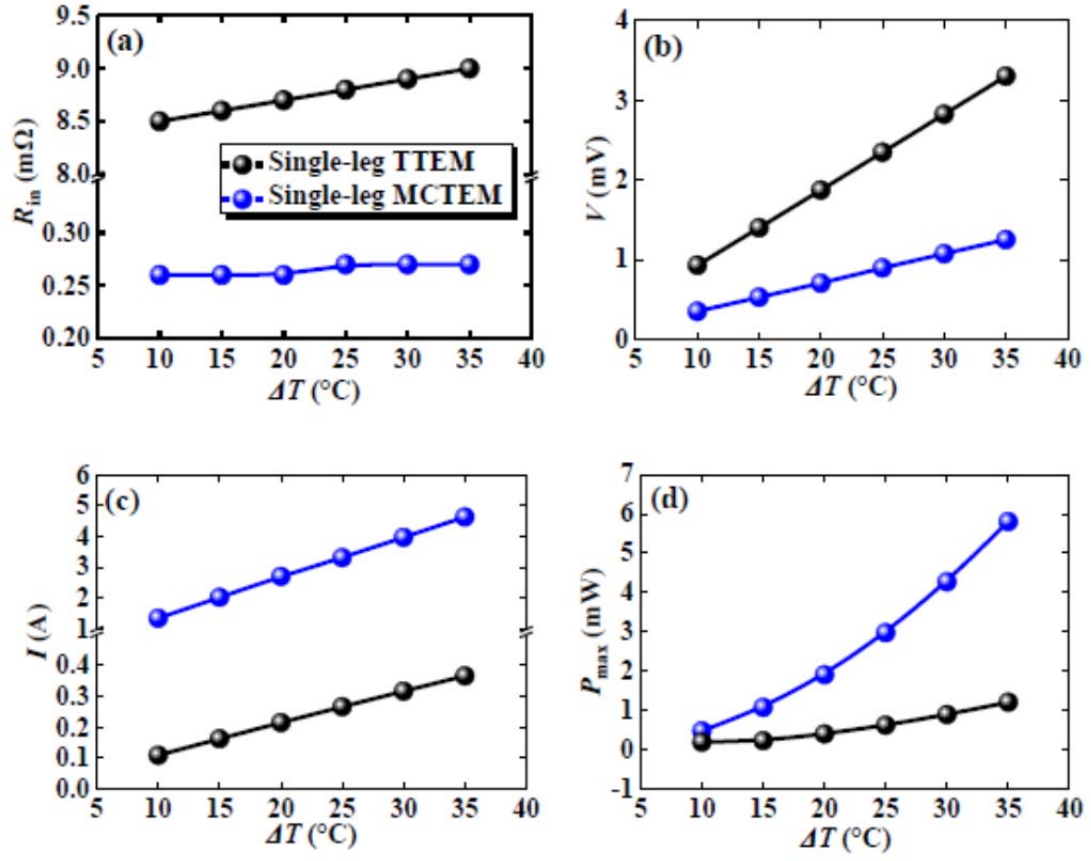 (a)
9.5
9.0
8.5
8.0
0.30
0.25
0.20
R_in (mΩ)
Single-leg TTEM
Single-leg MCTEM
5 10 15 20 25 30 35 40
ΔT (°C)
(b)
4
3
2
1
0
V (mV)
5 10 15 20 25 30 35 40
ΔT (°C)
(c)
6
5
4
3
2
1
0.4
0.3
0.2
0.1
0.0
I (A)
5 10 15 20 25 30 35 40
ΔT (°C)
(d)
7
6
5
4
3
2
1
0
-1
P_max (mW)
5 10 15 20 25 30 35 40
ΔT (°C)